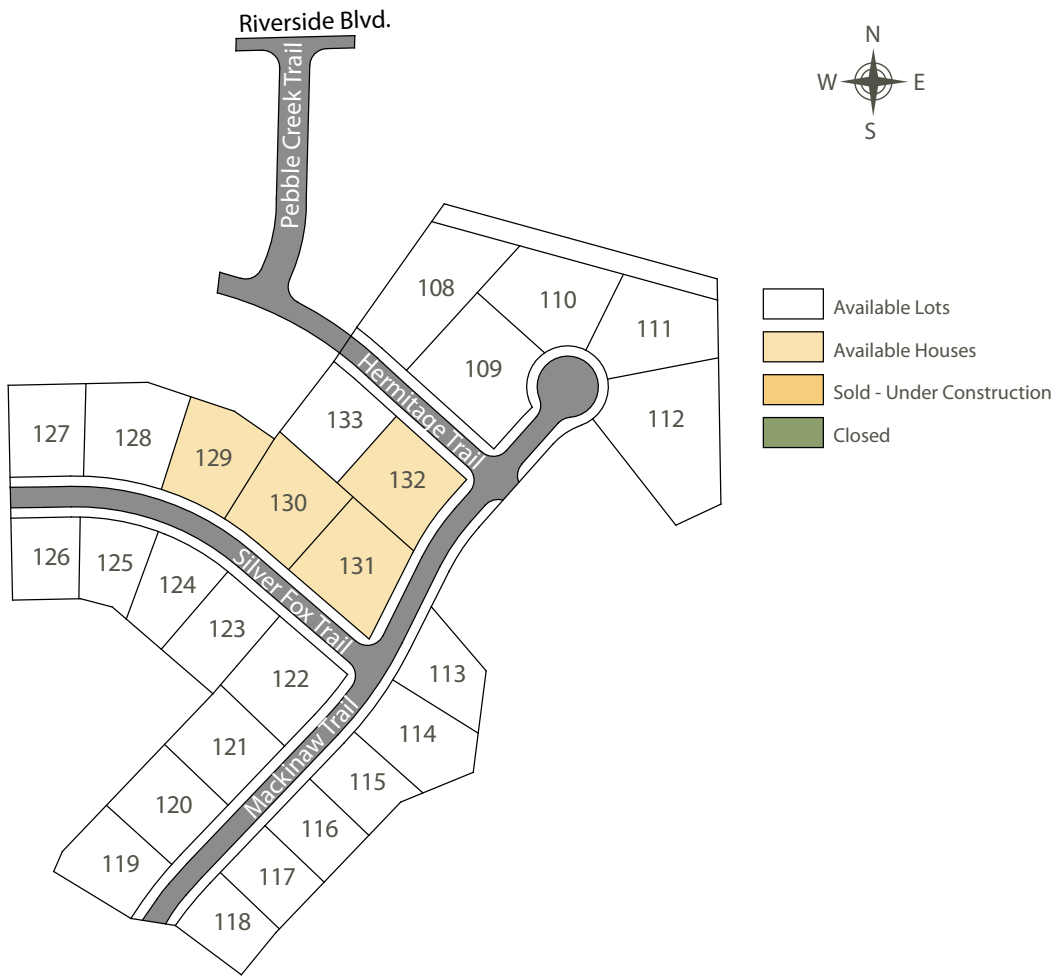 Riverside Blvd.
N
W
E
S
Pebble Creek Trail
108
110
111
109
112
Hermitage Trail
Available Lots
Available Houses
Sold - Under Construction
Closed
133
127
128
129
132
130
131
126
125
124
123
Silver Fox Trail
122
113
114
121
Mackinaw Trail
115
120
116
119
117
118